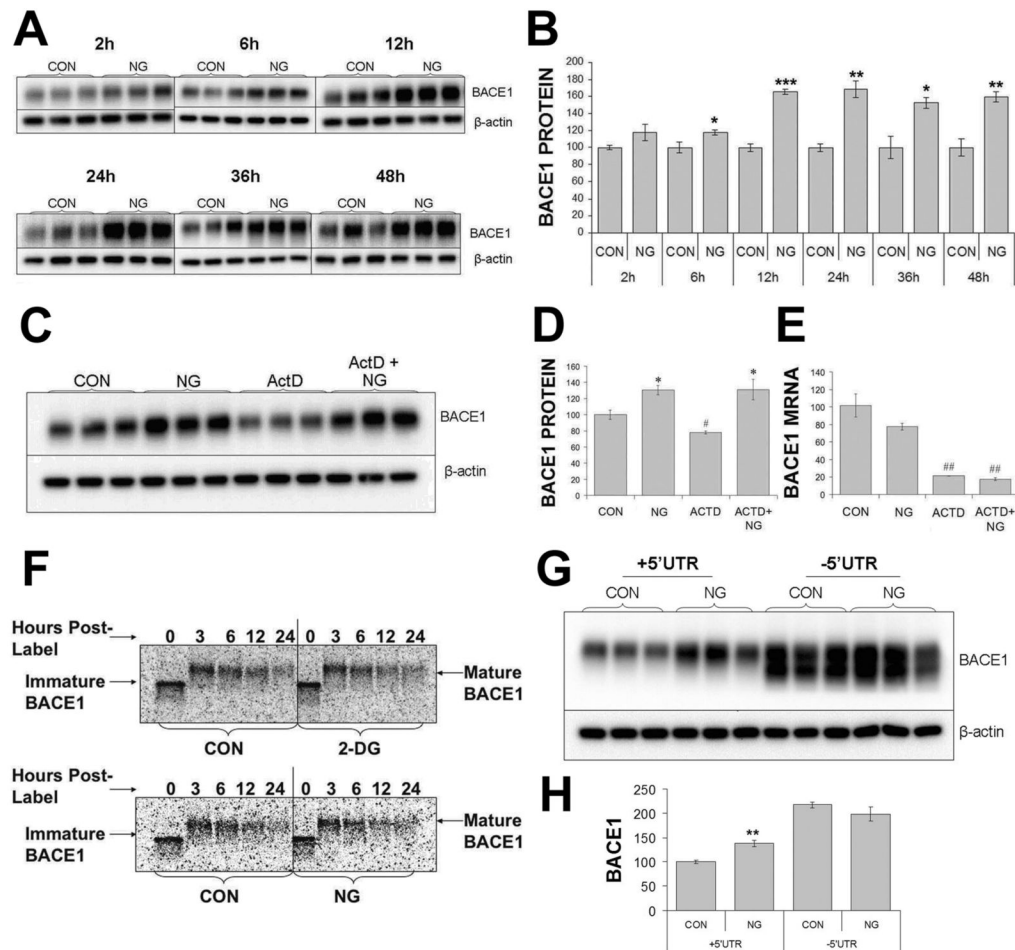 A
2h 6h 12h
CON NG CON NG CON NG
BACE1
β-actin
24h 36h 48h
CON NG CON NG CON NG
BACE1
β-actin
B
BACE1 PROTEIN
200
180
160
140
120
100
80
60
40
20
0
* *** ** * **
CON NG CON NG CON NG CON NG CON NG CON NG
2h 6h 12h 24h 36h 48h
C
CON NG ActD ActD +
NG
BACE1
β-actin
D
BACE1 PROTEIN
160
140
120
100
80
60
40
20
0
* # *
CON NG ACTD ACTD+
NG
E
BACE1 MRNA
140
120
100
80
60
40
20
0
## ##
CON NG ACTD ACTD+
NG
F
Hours Post-
Label
0 3 6 12 24 0 3 6 12 24
Immature
BACE1
Mature
BACE1
CON 2-DG
Hours Post-
Label
0 3 6 12 24 0 3 6 12 24
Immature
BACE1
Mature
BACE1
CON NG
G
+5'UTR -5'UTR
CON NG CON NG
BACE1
β-actin
H
BACE1
250
200
150
100
50
0
**
CON NG CON NG
+5'UTR -5'UTR